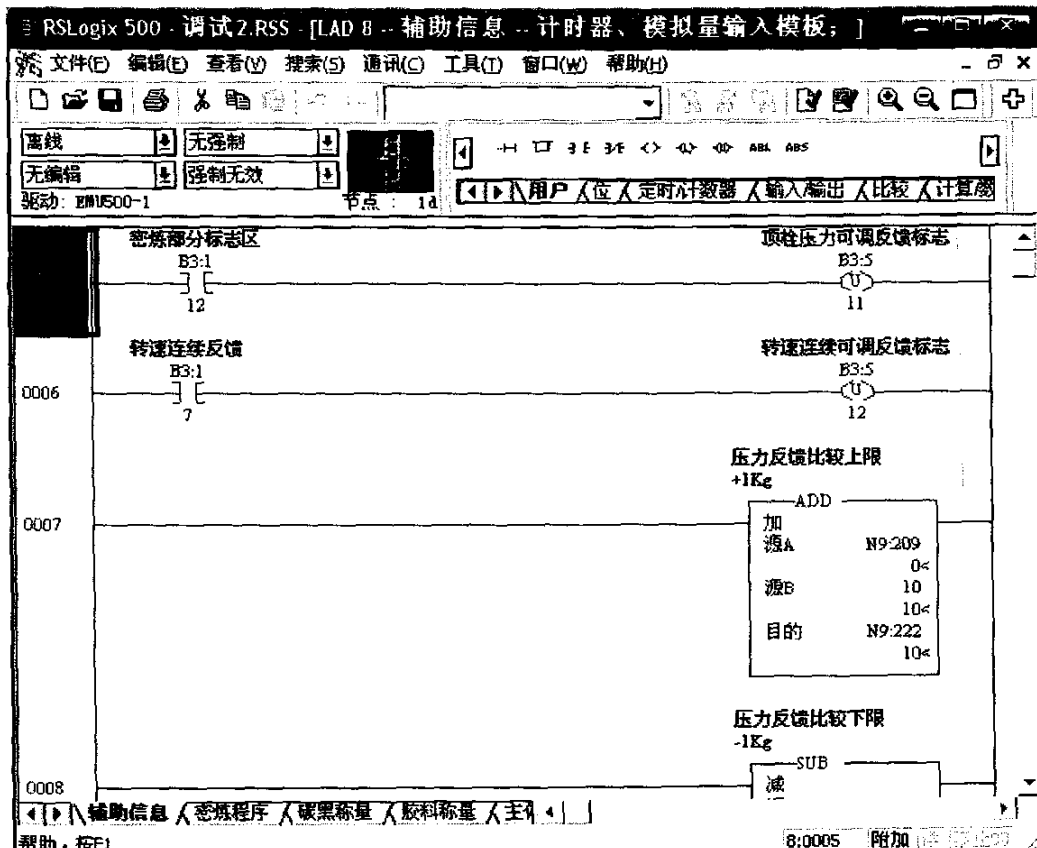 RSLogix 500 - 调试2.RSS - [LAD 8 -- 辅助信息 -- 计时器、模拟量输入模板； ]
文件(F) 编辑(E) 查看(V) 搜索(S) 通讯(C) 工具(T) 窗口(W) 帮助(H)
离线 无强制
无编辑 强制无效
ABL ABS
驱动: EMU500-1 节点 : 1d
用户 位 定时/计数器 输入/输出 比较 计算/
密炼部分标志区 顶栓压力可调反馈标志
B3:1 B3:5
U
12 11
转速连续反馈 转速连续可调反馈标志
B3:1 B3:5
0006
U
7 12
压力反馈比较上限
+1Kg
ADD
0007
加
源A N9:209
0<
源B 10
10<
目的 N9:222
10<
压力反馈比较下限
-1Kg
SUB
0008
减
辅助信息 密炼程序 碳黑称量 胶料称量
帮助，按F1 8:0005 附加